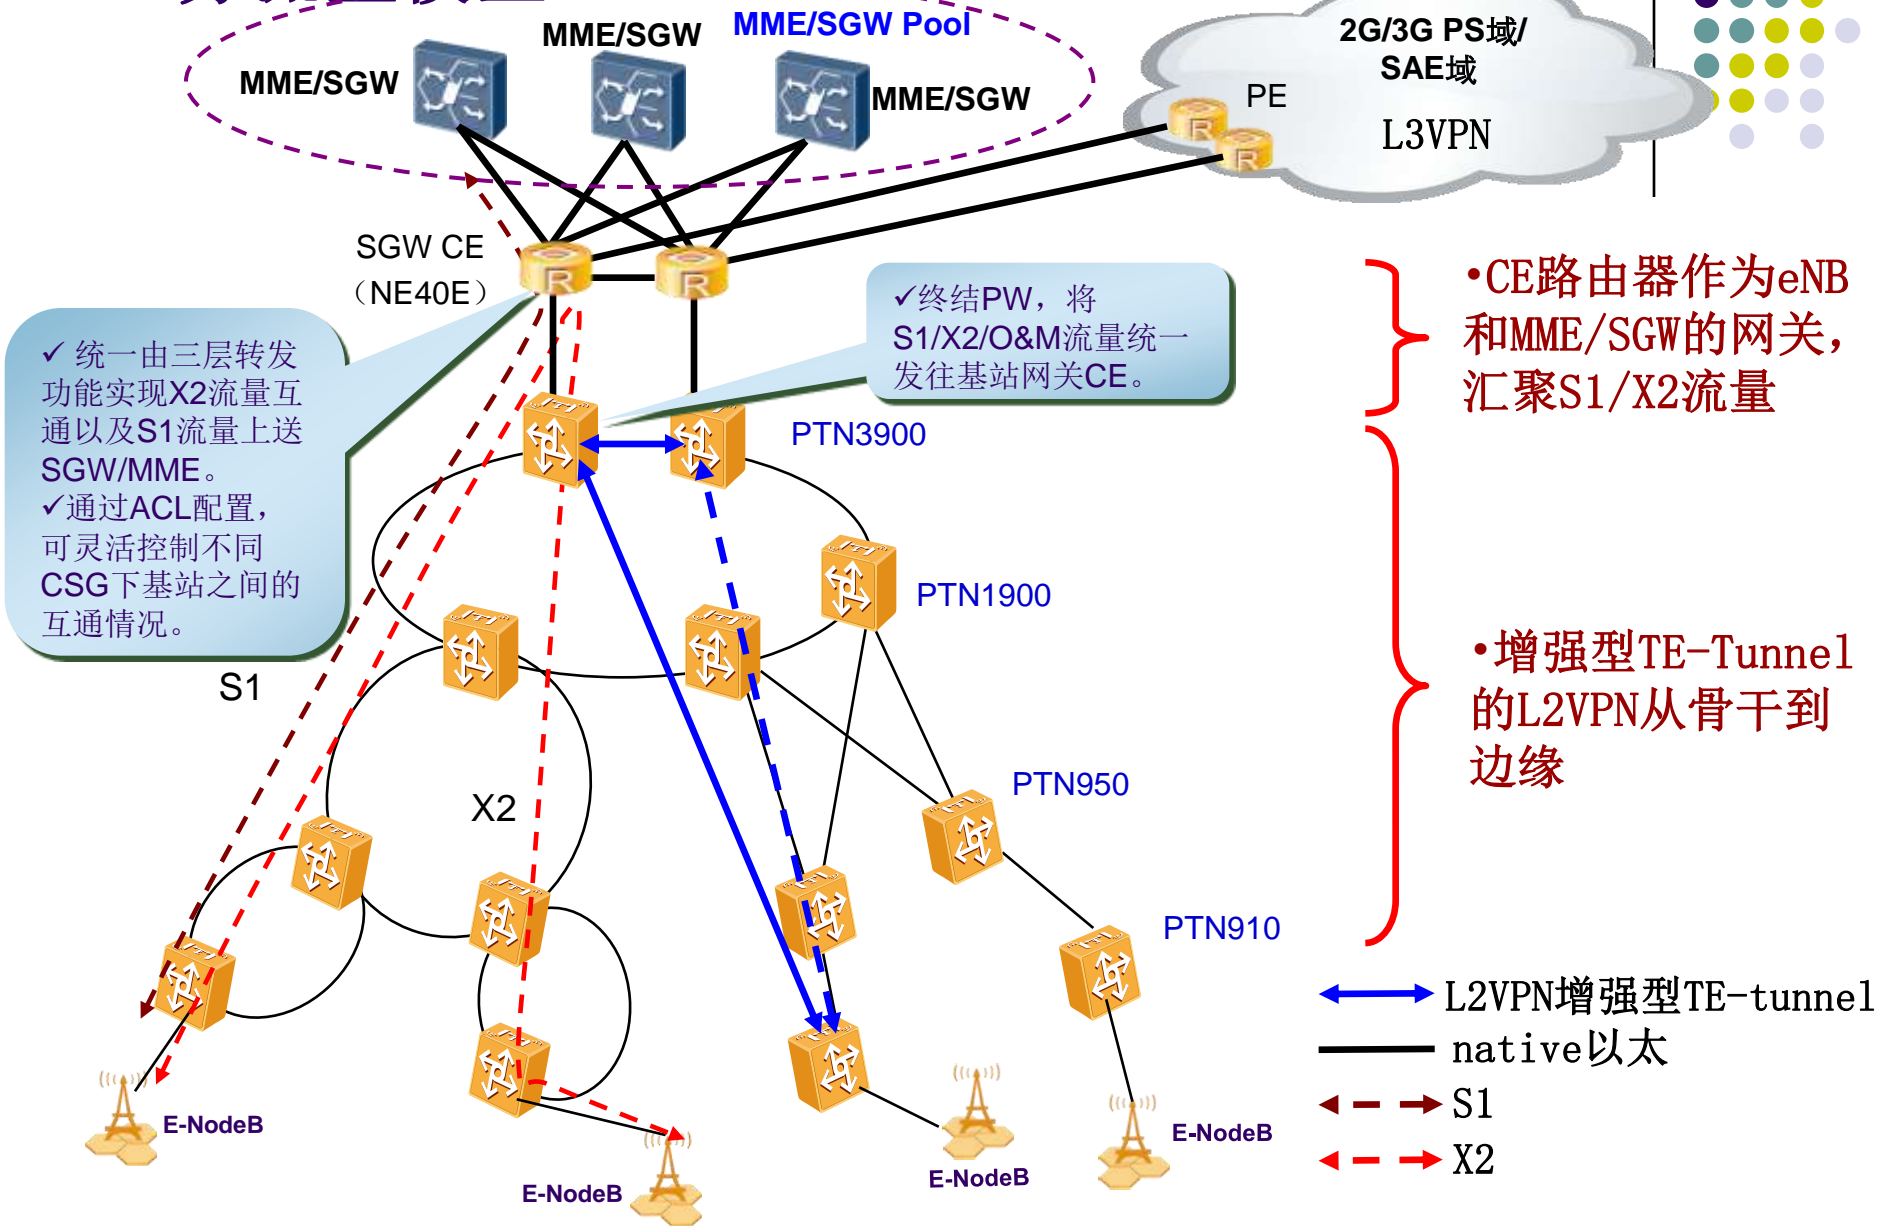 MME/SGW Pool
MME/SGW
MME/SGW
MME/SGW
2G/3G PS域/
SAE域
PE
L3VPN
SGW CE
（NE40E）
✓终结PW，将
S1/X2/O&M流量统一
发往基站网关CE。
✓ 统一由三层转发
功能实现X2流量互
通以及S1流量上送
SGW/MME。
✓通过ACL配置，
可灵活控制不同
CSG下基站之间的
互通情况。
•CE路由器作为eNB
和MME/SGW的网关，
汇聚S1/X2流量
PTN3900
PTN1900
S1
•增强型TE-Tunnel
的L2VPN从骨干到
边缘
X2
PTN950
PTN910
L2VPN增强型TE-tunnel
native以太
S1
X2
E-NodeB
E-NodeB
E-NodeB
E-NodeB
R
R
R
R